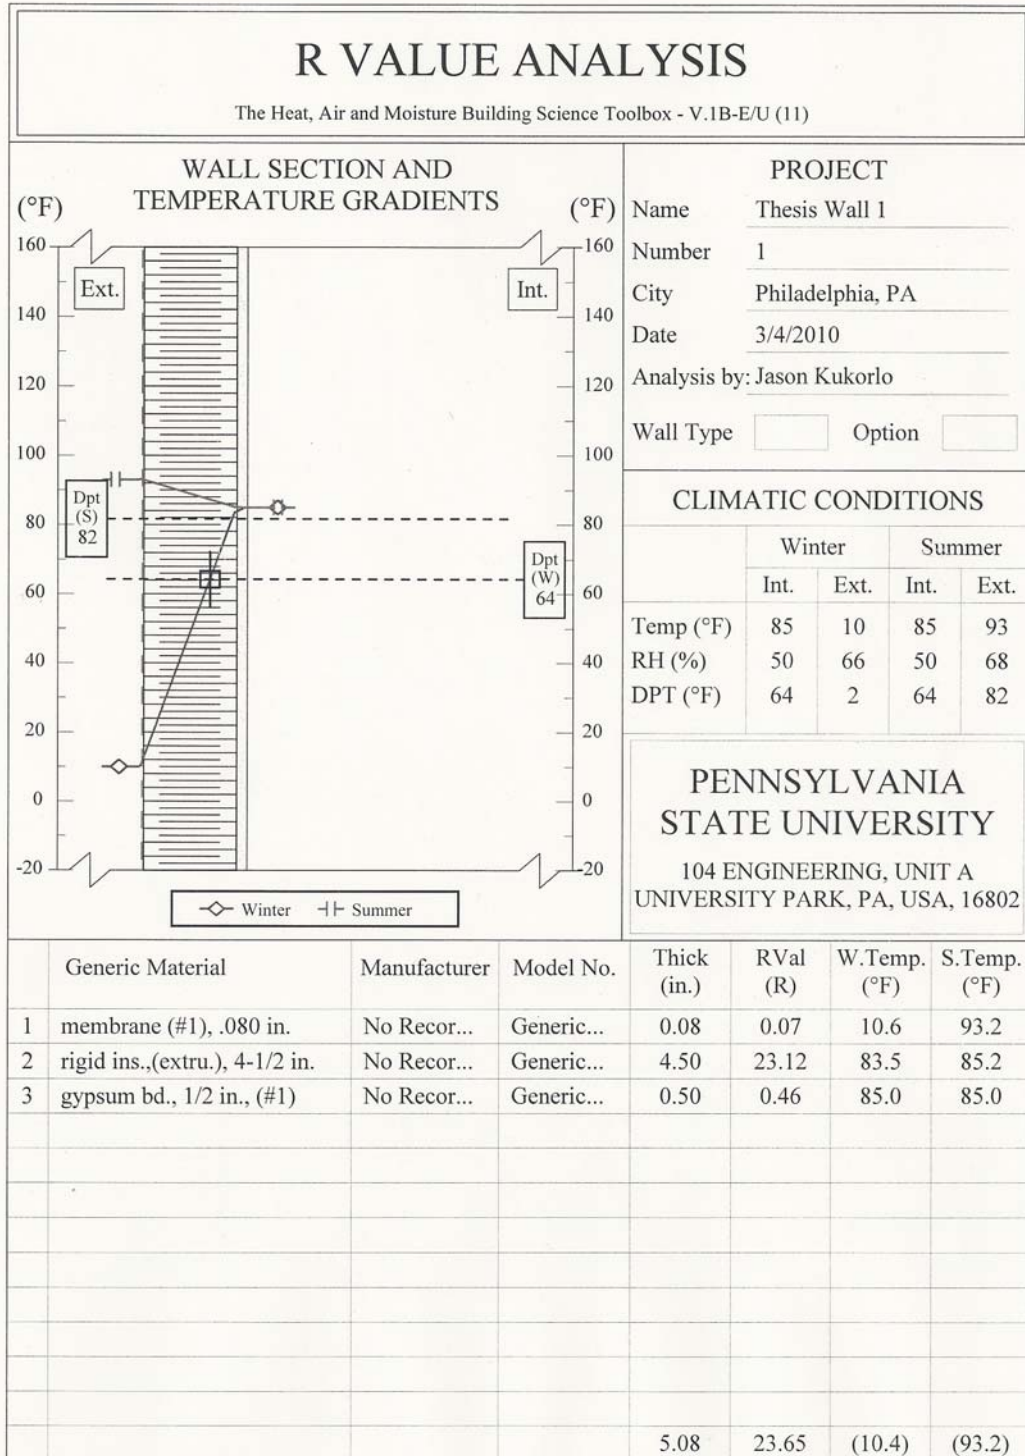 R VALUE ANALYSIS
The Heat, Air and Moisture Building Science Toolbox - V.1B-E/U (11)
WALL SECTION AND
TEMPERATURE GRADIENTS
(°F)
(°F)
160
140
120
100
80
60
40
20
0
-20
Ext.
Int.
Dpt
(S)
82
Dpt
(W)
64
160
140
120
100
80
60
40
20
0
-20
Winter Summer
PROJECT
Name Thesis Wall 1
Number 1
City Philadelphia, PA
Date 3/4/2010
Analysis by: Jason Kukorlo
Wall Type Option
CLIMATIC CONDITIONS
Winter Summer
Int. Ext. Int. Ext.
Temp (°F) 85 10 85 93
RH (%) 50 66 50 68
DPT (°F) 64 2 64 82
PENNSYLVANIA
STATE UNIVERSITY
104 ENGINEERING, UNIT A
UNIVERSITY PARK, PA, USA, 16802
Generic Material Manufacturer Model No. Thick (in.) RVal (R) W.Temp. (°F) S.Temp. (°F)
1 membrane (#1), .080 in. No Recor... Generic... 0.08 0.07 10.6 93.2
2 rigid ins.,(extru.), 4-1/2 in. No Recor... Generic... 4.50 23.12 83.5 85.2
3 gypsum bd., 1/2 in., (#1) No Recor... Generic... 0.50 0.46 85.0 85.0
5.08 23.65 (10.4) (93.2)